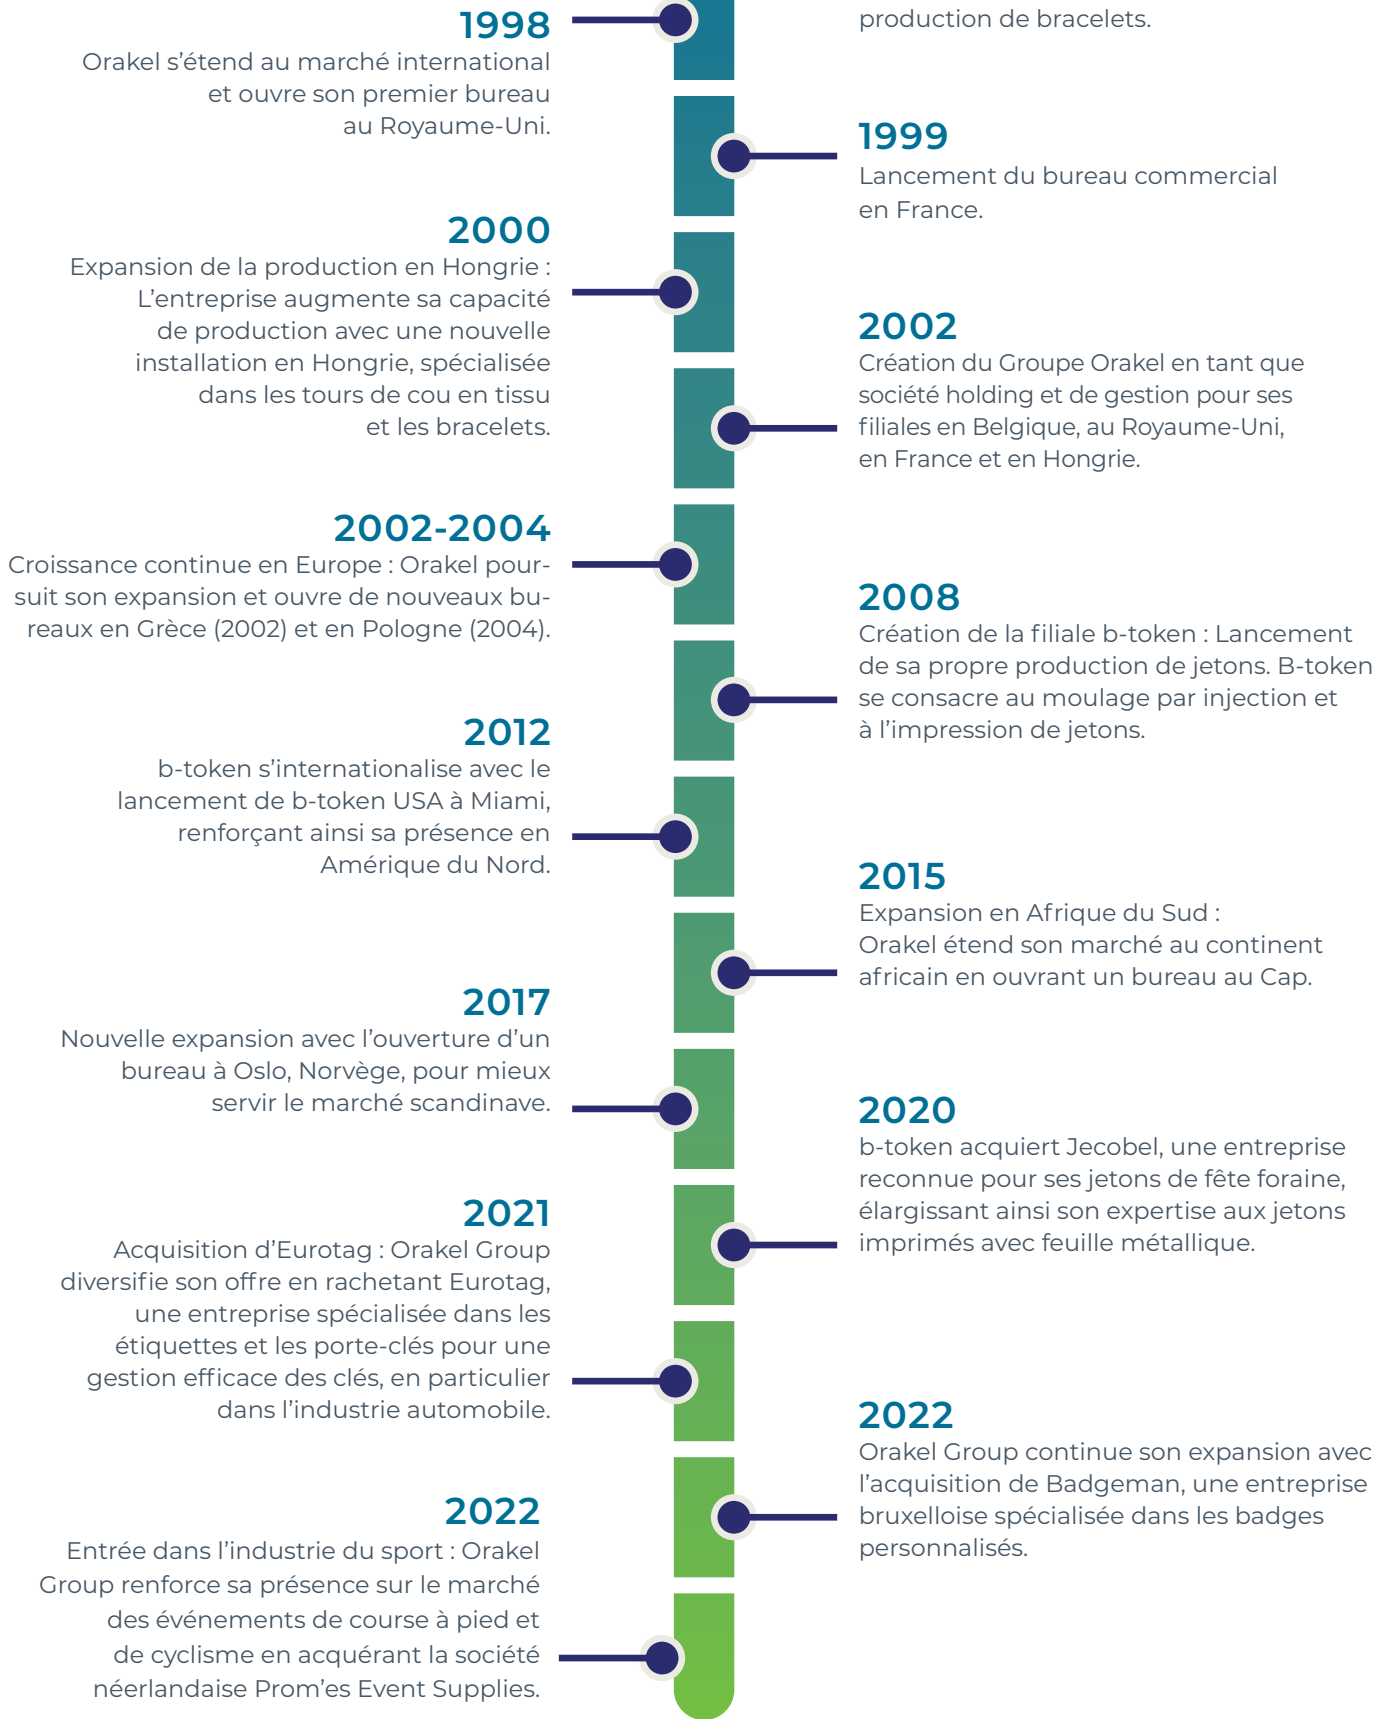 production de bracelets.
1998
Orakel s’étend au marché international
et ouvre son premier bureau
au Royaume-Uni.
1999
Lancement du bureau commercial
en France.
2000
Expansion de la production en Hongrie :
L’entreprise augmente sa capacité
de production avec une nouvelle
installation en Hongrie, spécialisée
dans les tours de cou en tissu
et les bracelets.
2002
Création du Groupe Orakel en tant que
société holding et de gestion pour ses
filiales en Belgique, au Royaume-Uni,
en France et en Hongrie.
2002-2004
Croissance continue en Europe : Orakel pour-
suit son expansion et ouvre de nouveaux bu-
reaux en Grèce (2002) et en Pologne (2004).
2008
Création de la filiale b-token : Lancement
de sa propre production de jetons. B-token
se consacre au moulage par injection et
à l’impression de jetons.
2012
b-token s’internationalise avec le
lancement de b-token USA à Miami,
renforçant ainsi sa présence en
Amérique du Nord.
2015
Expansion en Afrique du Sud :
Orakel étend son marché au continent
africain en ouvrant un bureau au Cap.
2017
Nouvelle expansion avec l’ouverture d’un
bureau à Oslo, Norvège, pour mieux
servir le marché scandinave.
2020
b-token acquiert Jecobel, une entreprise
reconnue pour ses jetons de fête foraine,
élargissant ainsi son expertise aux jetons
imprimés avec feuille métallique.
2021
Acquisition d’Eurotag : Orakel Group
diversifie son offre en rachetant Eurotag,
une entreprise spécialisée dans les
étiquettes et les porte-clés pour une
gestion efficace des clés, en particulier
dans l’industrie automobile.
2022
Orakel Group continue son expansion avec
l’acquisition de Badgeman, une entreprise
bruxelloise spécialisée dans les badges
personnalisés.
2022
Entrée dans l’industrie du sport : Orakel
Group renforce sa présence sur le marché
des événements de course à pied et
de cyclisme en acquérant la société
néerlandaise Prom’es Event Supplies.